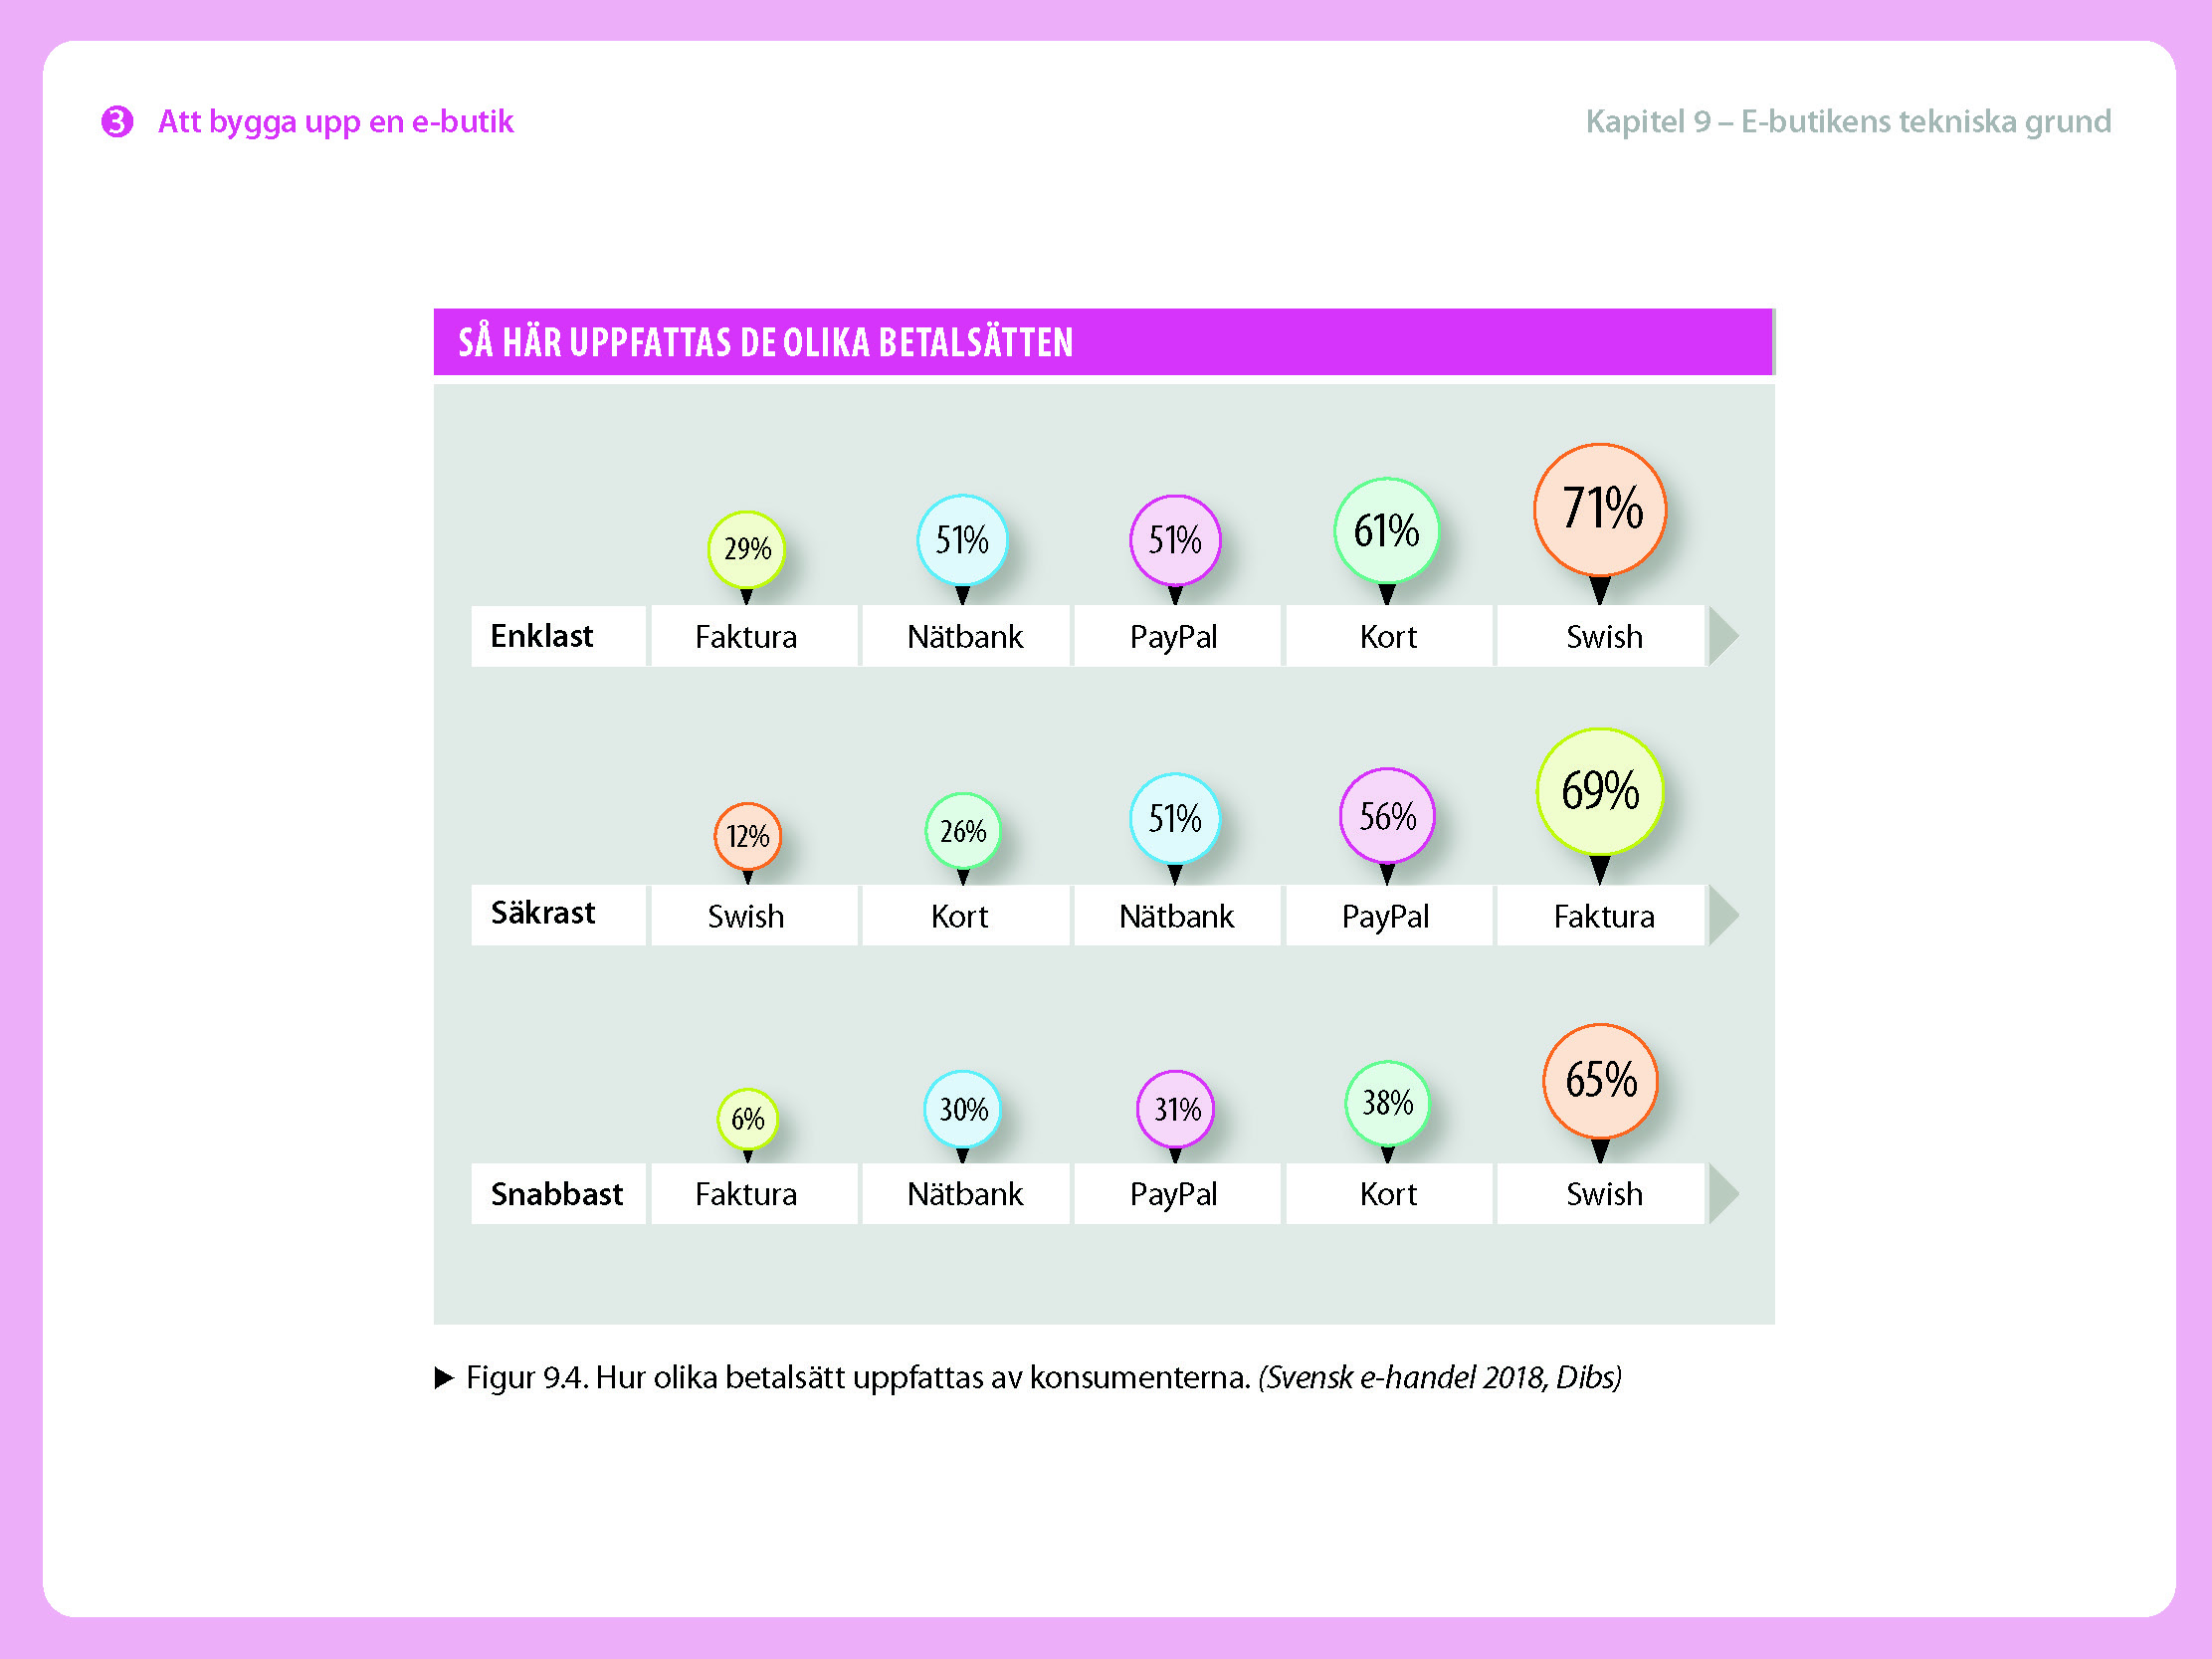 3 Att bygga upp en e-butik
Kapitel 9 – E-butikens tekniska grund
SÅ HÄR UPPFATTAS DE OLIKA BETALSÄTTEN
29% 51% 51% 61% 71%
Enklast Faktura Nätbank PayPal Kort Swish
12% 26% 51% 56% 69%
Säkrast Swish Kort Nätbank PayPal Faktura
6% 30% 31% 38% 65%
Snabbast Faktura Nätbank PayPal Kort Swish
▶ Figur 9.4. Hur olika betalsätt uppfattas av konsumenterna. (Svensk e-handel 2018, Dibs)